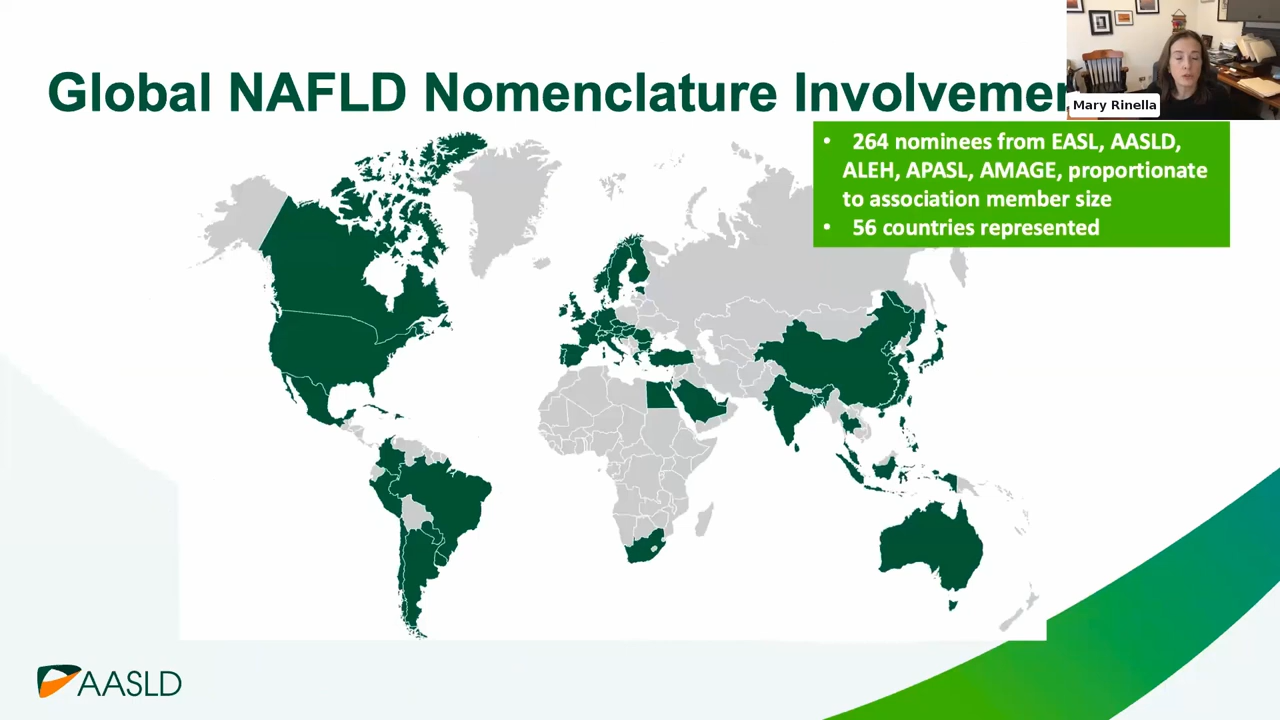 Global NAFLD Nomenclature Involvemen
Mary Rinella
• 264 nominees from EASL, AASLD,
ALEH, APASL, AMAGE, proportionate
to association member size
• 56 countries represented
AASLD